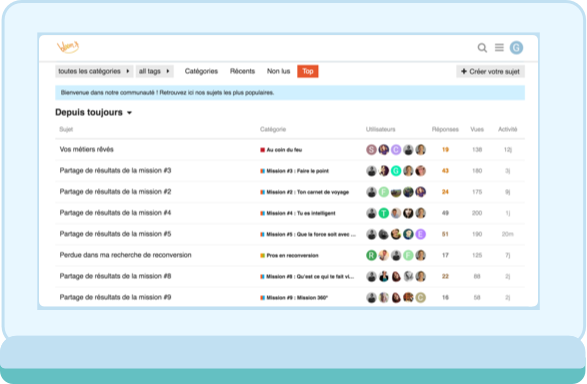 G
toutes les catégories all tags Catégories Récents Non lus Top + Créer votre sujet
Bienvenue dans notre communauté ! Retrouvez ici nos sujets les plus populaires.
Depuis toujours
Sujet Catégorie Utilisateurs Réponses Vues Activité
Vos métiers rêvés Au coin du feu S C 19 138 12j
Partage de résultats de la mission #3 Mission #3 : Faire le point G 43 180 3j
Partage de résultats de la mission #2 Mission #2 : Ton carnet de voyage F 24 175 9j
Partage de résultats de la mission #4 Mission #4 : Tu es intelligent T 49 200 1j
Partage de résultats de la mission #5 Mission #5 : Que la force soit avec ... E 51 190 20m
Perdue dans ma recherche de reconversion Pros en reconversion R F 17 125 7j
Partage de résultats de la mission #8 Mission #8 : Qu'est ce qui te fait vi... 22 88 2j
Partage de résultats de la mission #9 Mission #9 : Mission 360° C 16 58 2j